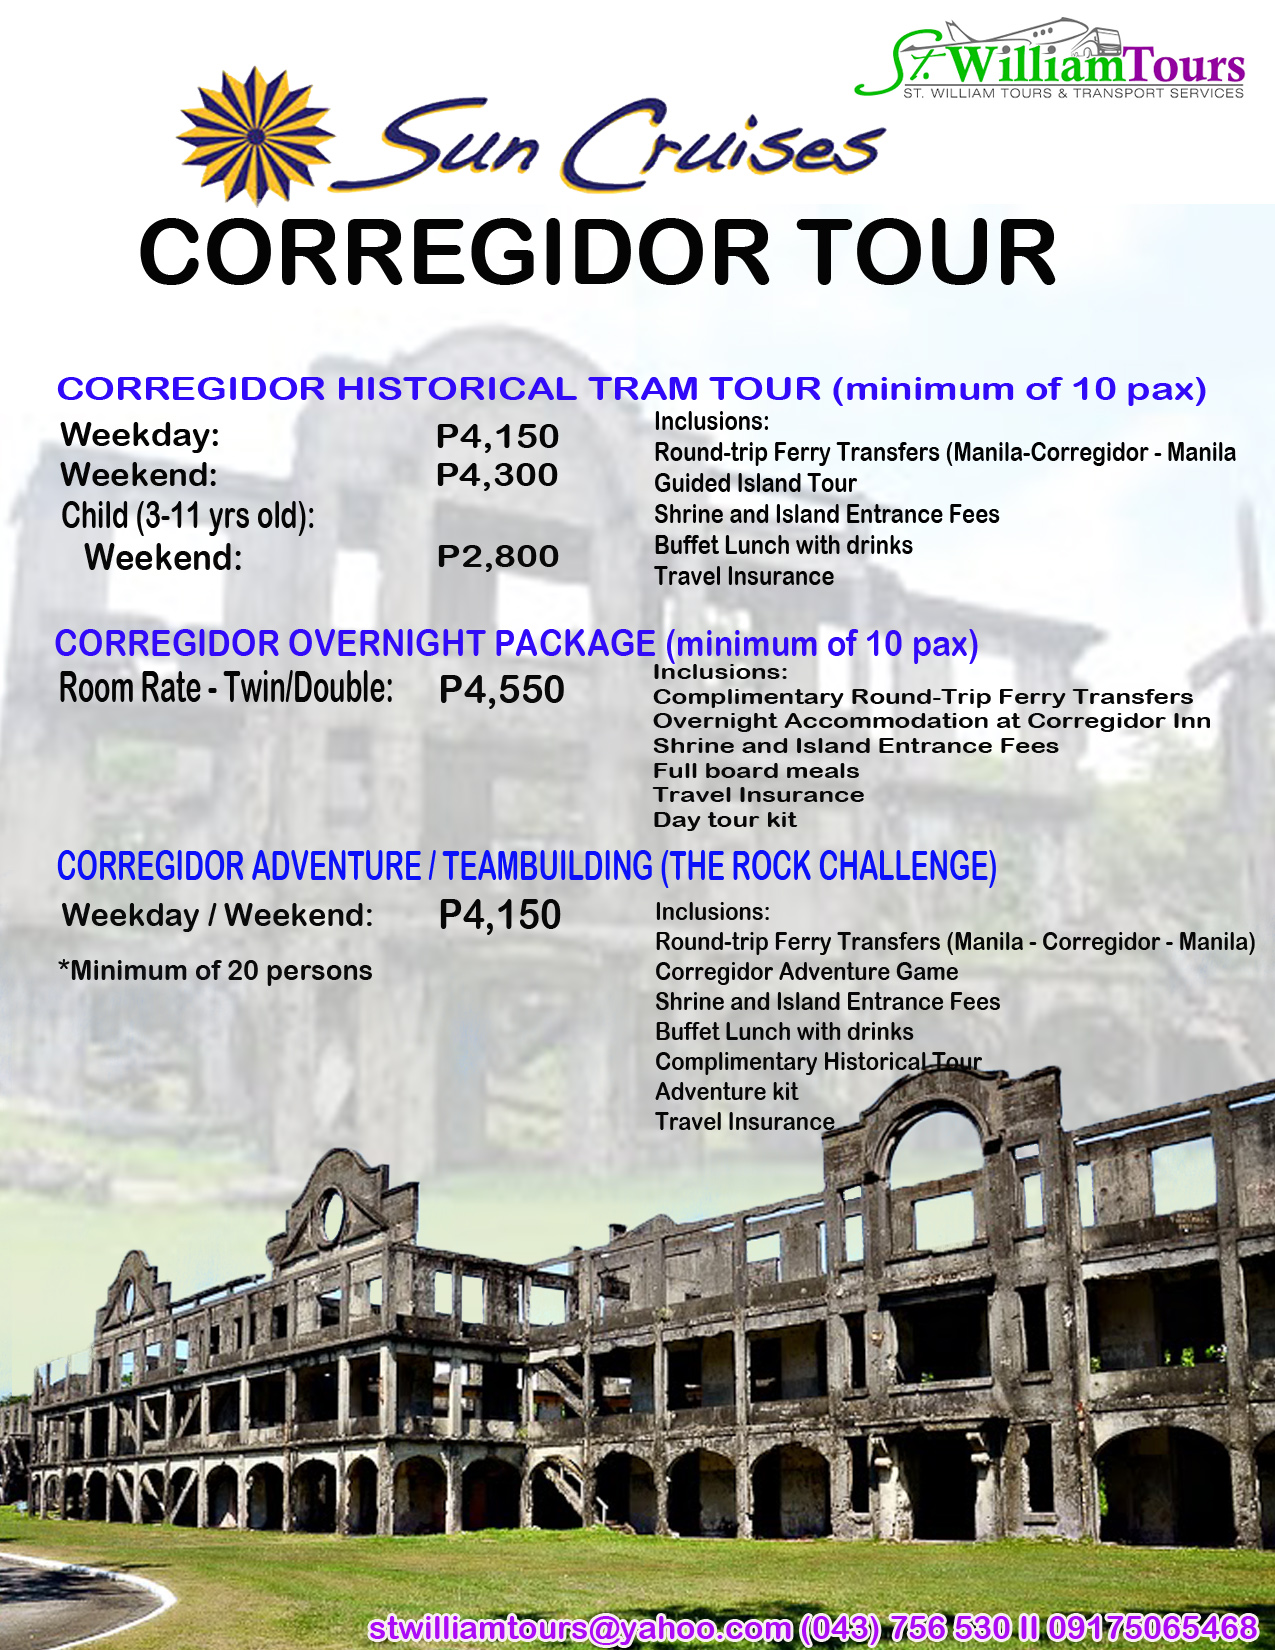 St. WilliamTours
ST. WILLIAM TOURS & TRANSPORT SERVICES
Sun Cruises
CORREGIDOR TOUR
CORREGIDOR HISTORICAL TRAM TOUR (minimum of 10 pax)
Weekday: P4,150
Weekend: P4,300
Child (3-11 yrs old):
Weekend: P2,800
Inclusions:
Round-trip Ferry Transfers (Manila-Corregidor - Manila
Guided Island Tour
Shrine and Island Entrance Fees
Buffet Lunch with drinks
Travel Insurance
CORREGIDOR OVERNIGHT PACKAGE (minimum of 10 pax)
Room Rate - Twin/Double: P4,550
Inclusions:
Complimentary Round-Trip Ferry Transfers
Overnight Accommodation at Corregidor Inn
Shrine and Island Entrance Fees
Full board meals
Travel Insurance
Day tour kit
CORREGIDOR ADVENTURE / TEAMBUILDING (THE ROCK CHALLENGE)
Weekday / Weekend: P4,150
*Minimum of 20 persons
Inclusions:
Round-trip Ferry Transfers (Manila - Corregidor - Manila)
Corregidor Adventure Game
Shrine and Island Entrance Fees
Buffet Lunch with drinks
Complimentary Historical Tour
Adventure kit
Travel Insurance
stwilliamtours@yahoo.com (043) 756 530 II 09175065468